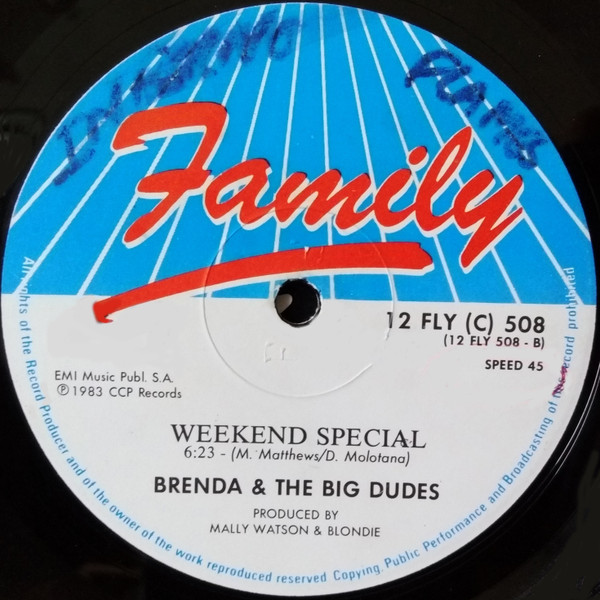 Family
12 FLY (C) 508
(12 FLY 508 - B)
SPEED 45
EMI Music Publ. S.A.
℗ 1983 CCP Records
WEEKEND SPECIAL
6:23 - (M. Matthews/D. Molotana)
BRENDA & THE BIG DUDES
PRODUCED BY
MALLY WATSON & BLONDIE
All rights of the Record Producer and of the owner of the work reproduced reserved Copying, Public Performance and Broadcasting of record prohibited